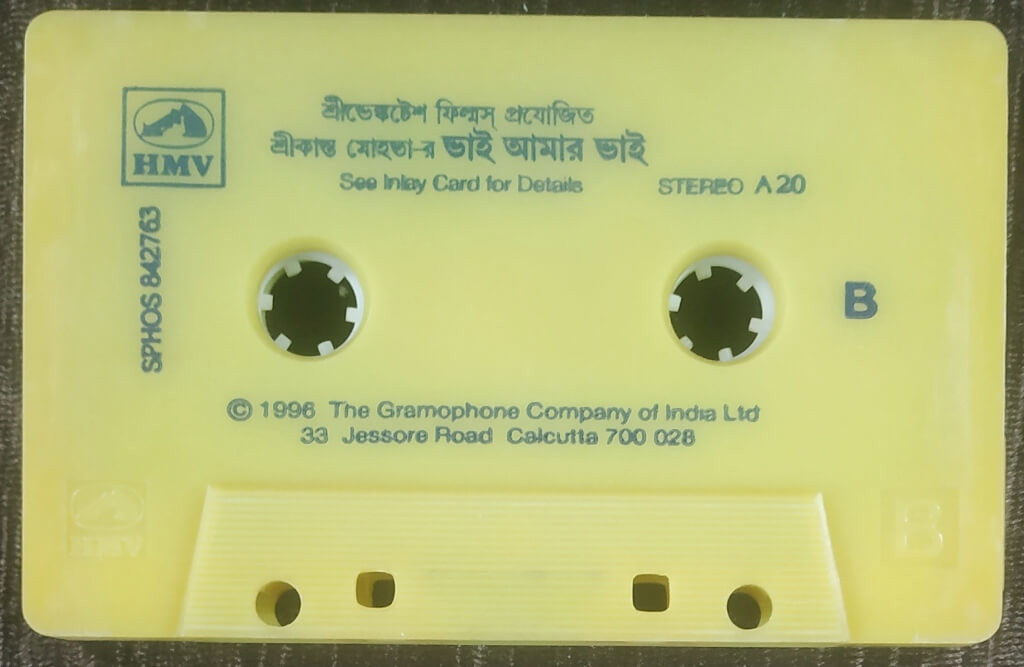 HMV
শ্রীভেঙ্কটেশ ফিল্মস্ প্রযোজিত
শ্রীকান্ত মোহতা-র ভাই আমার ভাই
See Inlay Card for Details
STEREO A 20
SPHOS 842763
B
© 1996 The Gramophone Company of India Ltd
33 Jessore Road Calcutta 700 028
HMV
B